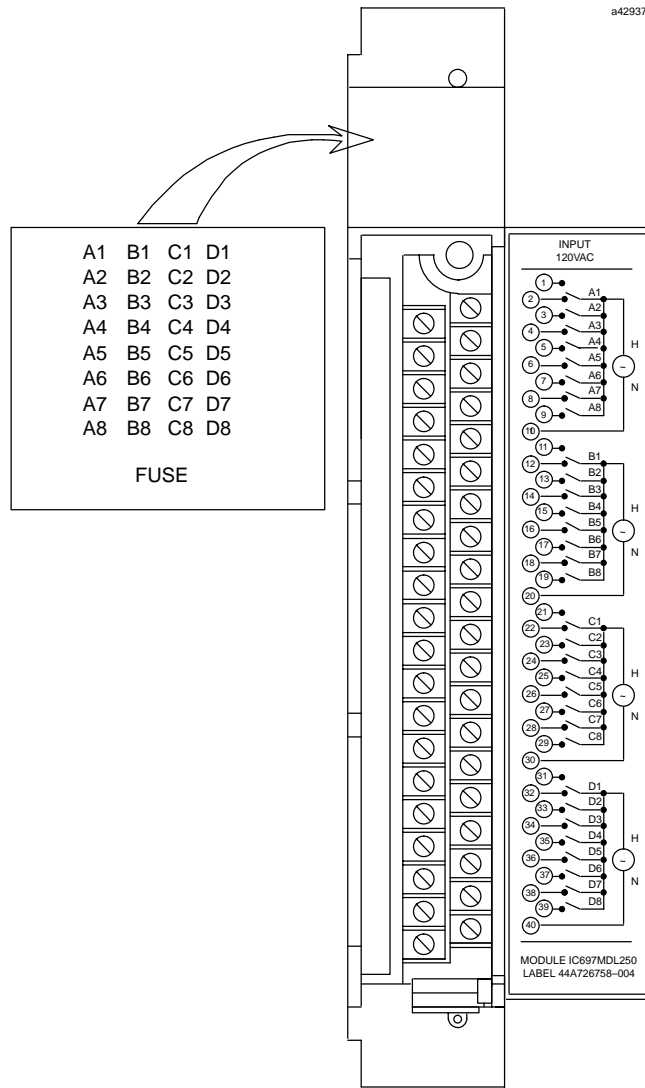 a42937
A1 B1 C1 D1
A2 B2 C2 D2
A3 B3 C3 D3
A4 B4 C4 D4
A5 B5 C5 D5
A6 B6 C6 D6
A7 B7 C7 D7
A8 B8 C8 D8
FUSE
INPUT
120VAC
1
2 A1
3 A2
4 A3
5 A4
H
6 A5
~
7 A6
N
8 A7
9 A8
10
11
12 B1
13 B2
14 B3
15 B4
H
16 B5
~
17 B6
N
18 B7
19 B8
20
21
22 C1
23 C2
24 C3
25 C4
H
26 C5
~
27 C6
N
28 C7
29 C8
30
31
32 D1
33 D2
34 D3
35 D4
H
36 D5
~
37 D6
N
38 D7
39 D8
40
MODULE IC697MDL250
LABEL 44A726758–004